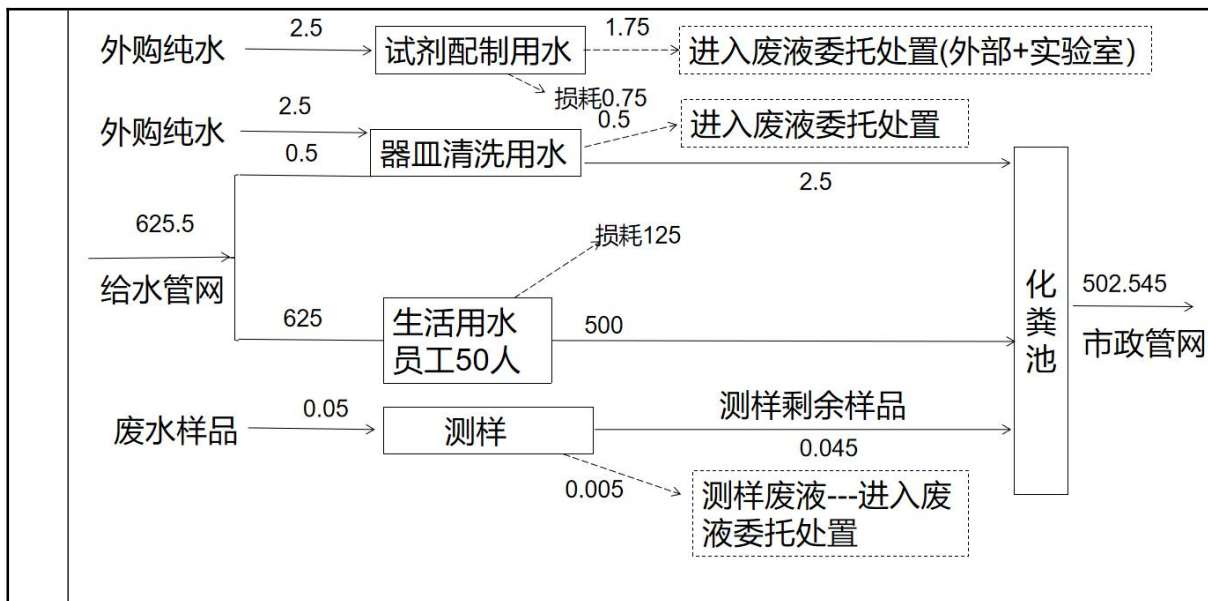 外购纯水
2.5
试剂配制用水
1.75
进入废液委托处置(外部+实验室）
损耗0.75
外购纯水
2.5
0.5
进入废液委托处置
0.5
器皿清洗用水
2.5
625.5
给水管网
损耗125
625
生活用水
员工50人
500
化
粪
池
502.545
市政管网
废水样品
0.05
测样
测样剩余样品
0.045
0.005
测样废液---进入废
液委托处置